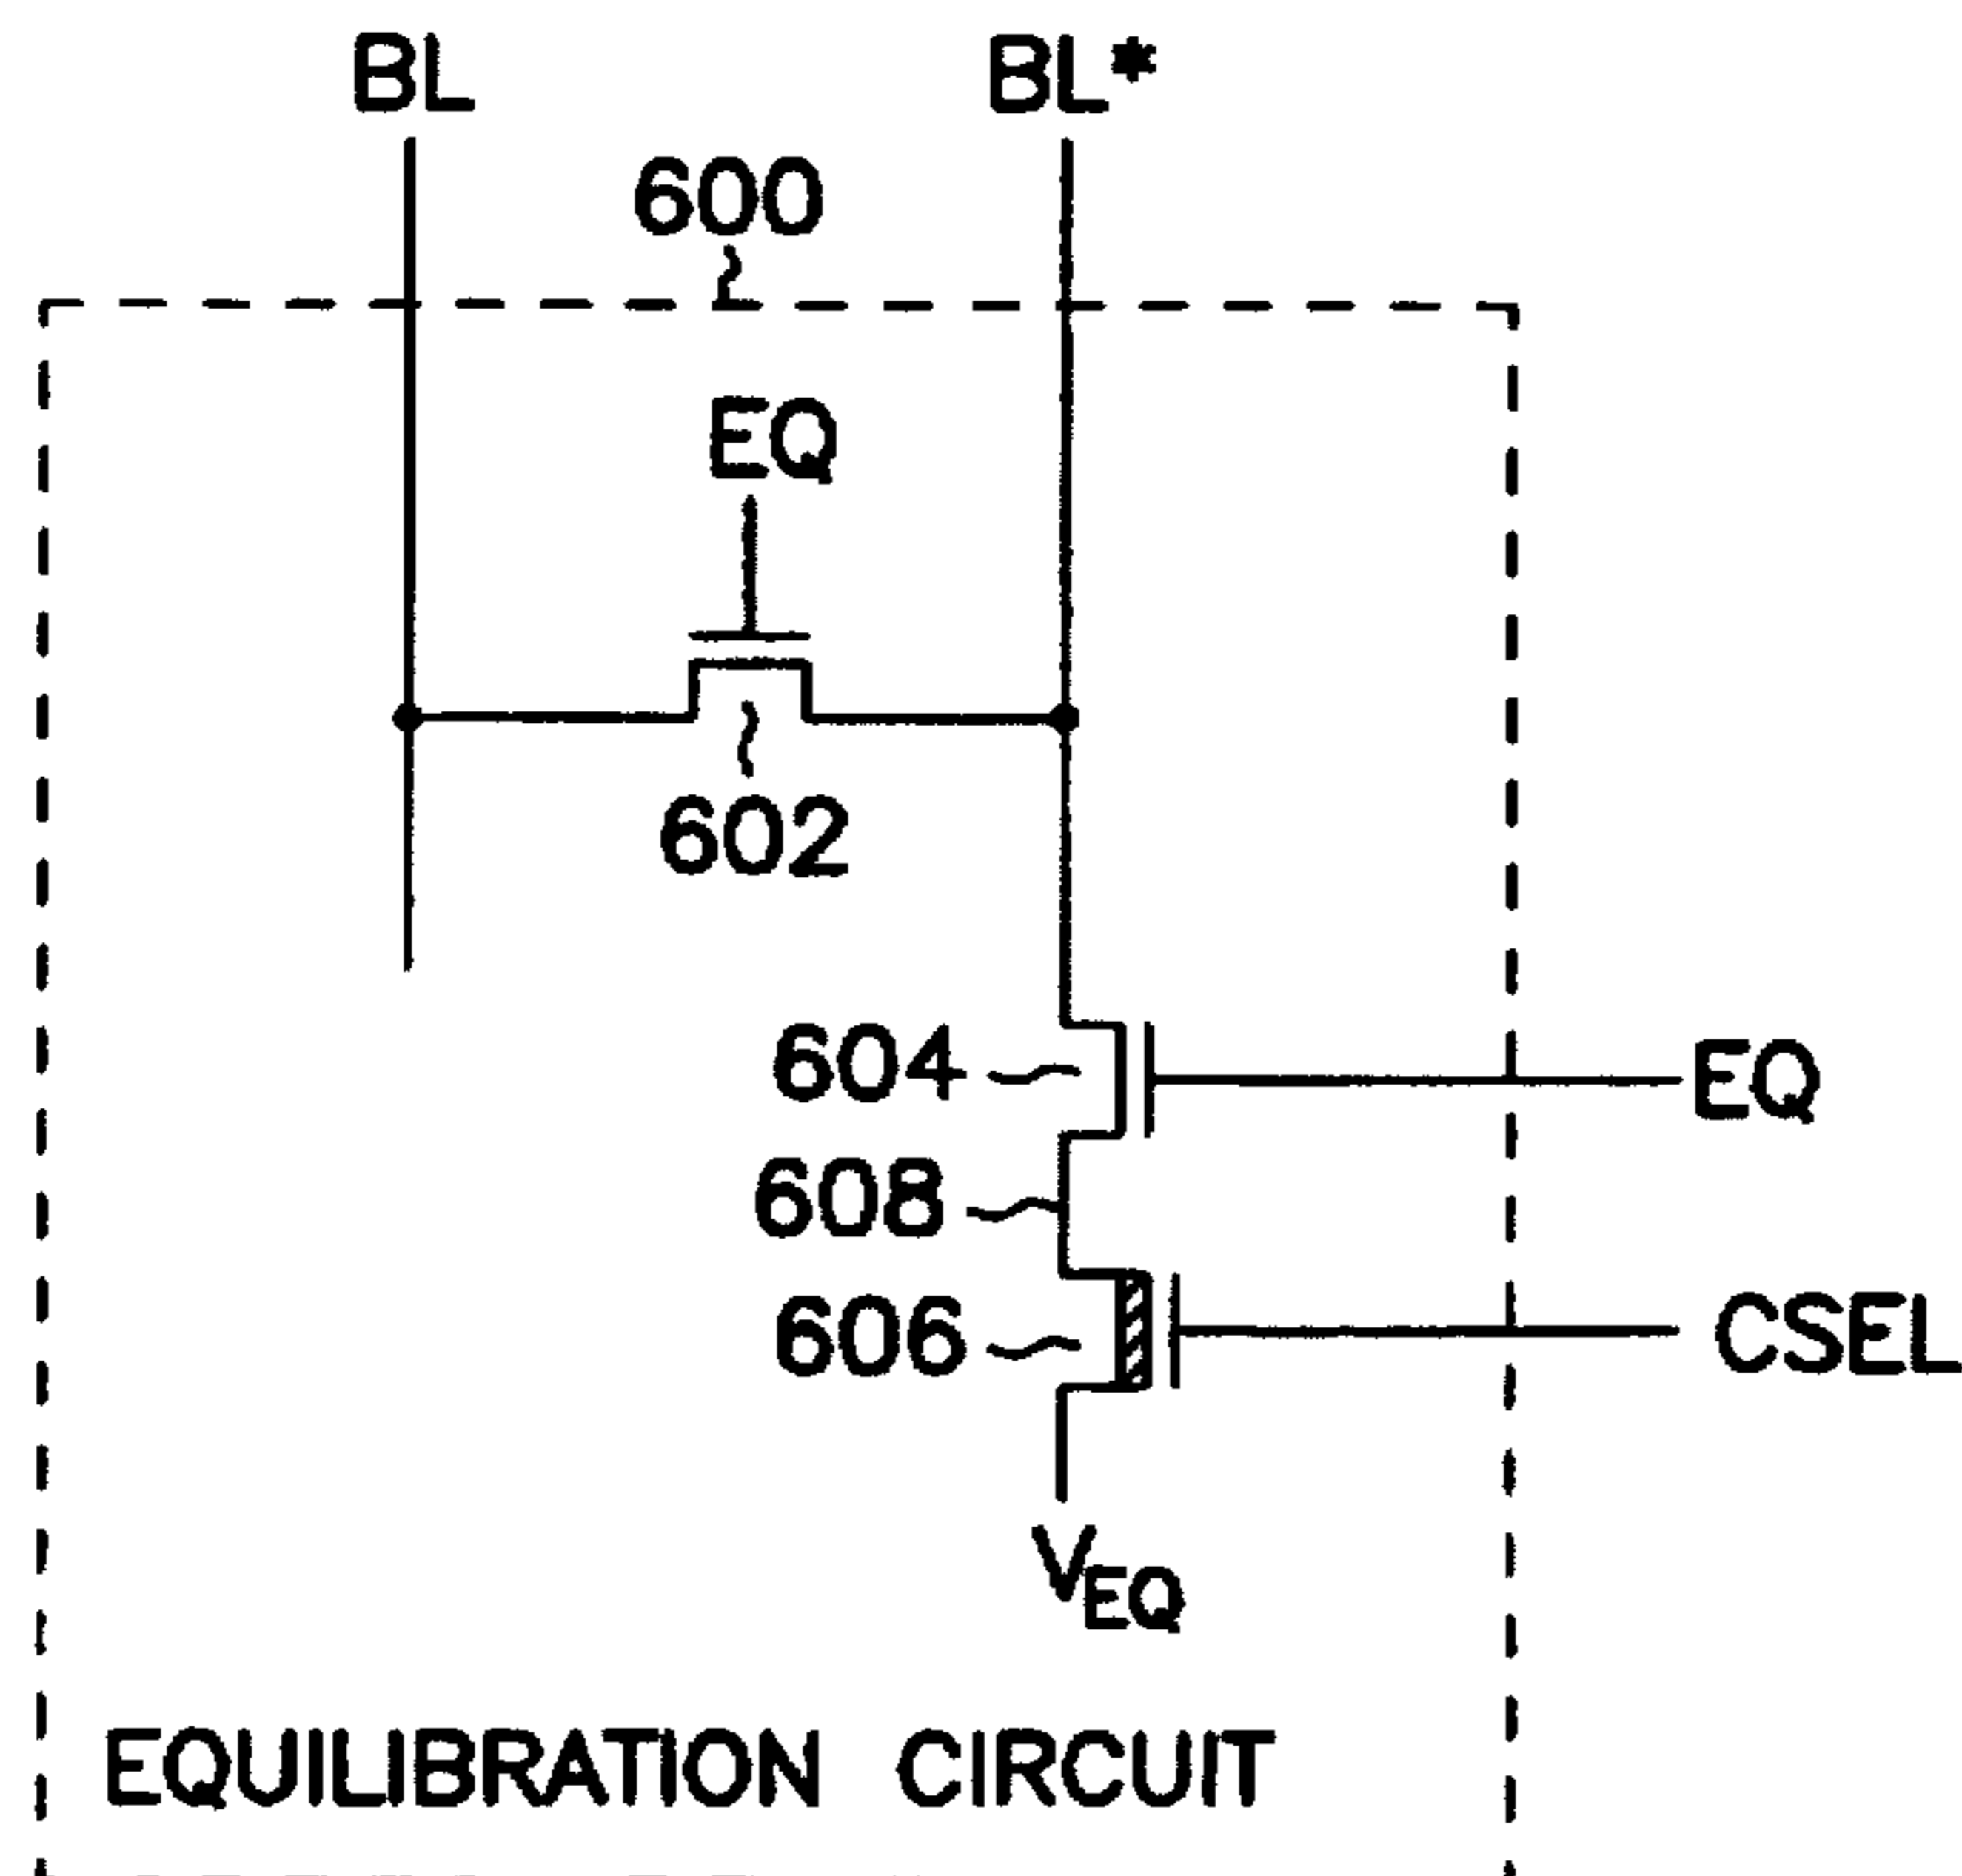 BL BL*
600
EQ
602
604 EQ
608
606 CSEL
VEQ
EQUILIBRATION CIRCUIT